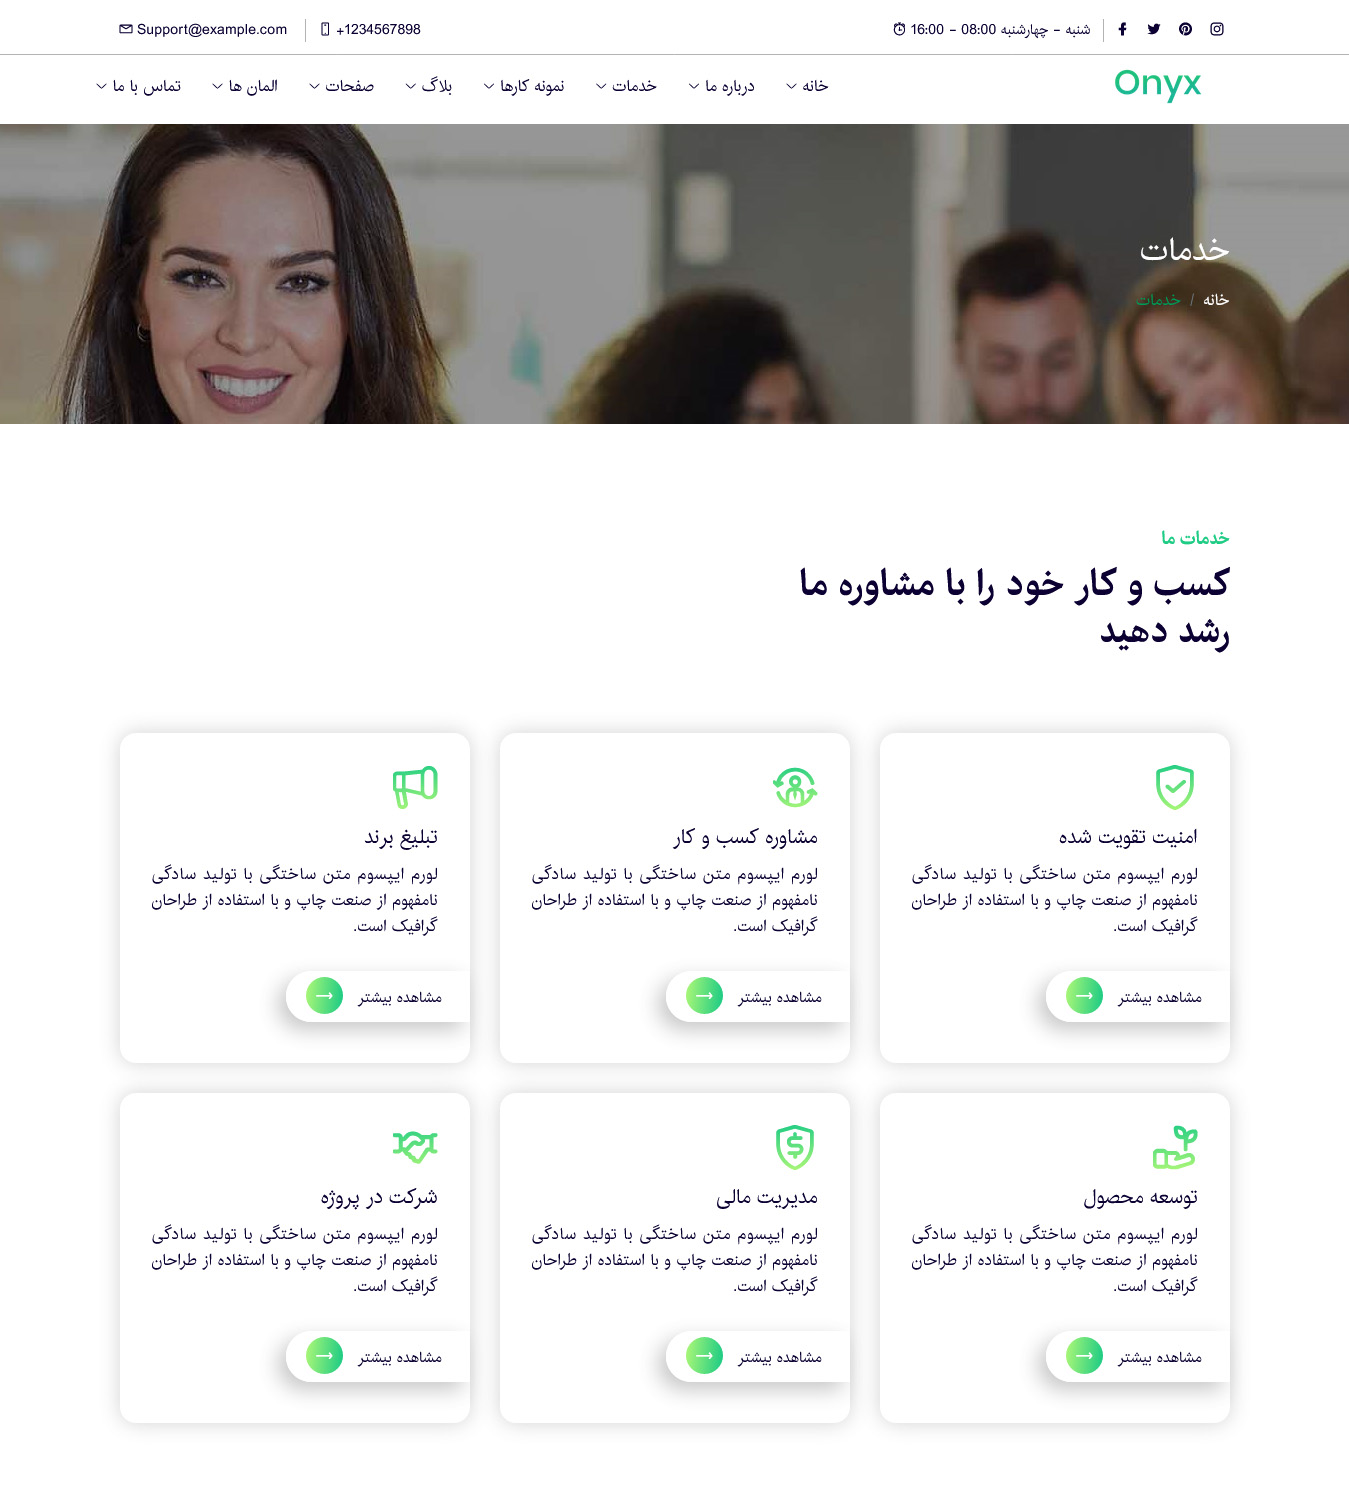 شنبه - چهارشنبه 08:00 - 16:00
+1234567898
Support@example.com
Onyx
خانه
درباره ما
خدمات
نمونه کارها
بلاگ
صفحات
المان ها
تماس با ما
خدمات
خانه / خدمات
خدمات ما
کسب و کار خود را با مشاوره ما
رشد دهید
امنیت تقویت شده
لورم ایپسوم متن ساختگی با تولید سادگی
نامفهوم از صنعت چاپ و با استفاده از طراحان
گرافیک است.
مشاهده بیشتر
مشاوره کسب و کار
لورم ایپسوم متن ساختگی با تولید سادگی
نامفهوم از صنعت چاپ و با استفاده از طراحان
گرافیک است.
مشاهده بیشتر
تبلیغ برند
لورم ایپسوم متن ساختگی با تولید سادگی
نامفهوم از صنعت چاپ و با استفاده از طراحان
گرافیک است.
مشاهده بیشتر
توسعه محصول
لورم ایپسوم متن ساختگی با تولید سادگی
نامفهوم از صنعت چاپ و با استفاده از طراحان
گرافیک است.
مشاهده بیشتر
مدیریت مالی
لورم ایپسوم متن ساختگی با تولید سادگی
نامفهوم از صنعت چاپ و با استفاده از طراحان
گرافیک است.
مشاهده بیشتر
شرکت در پروژه
لورم ایپسوم متن ساختگی با تولید سادگی
نامفهوم از صنعت چاپ و با استفاده از طراحان
گرافیک است.
مشاهده بیشتر